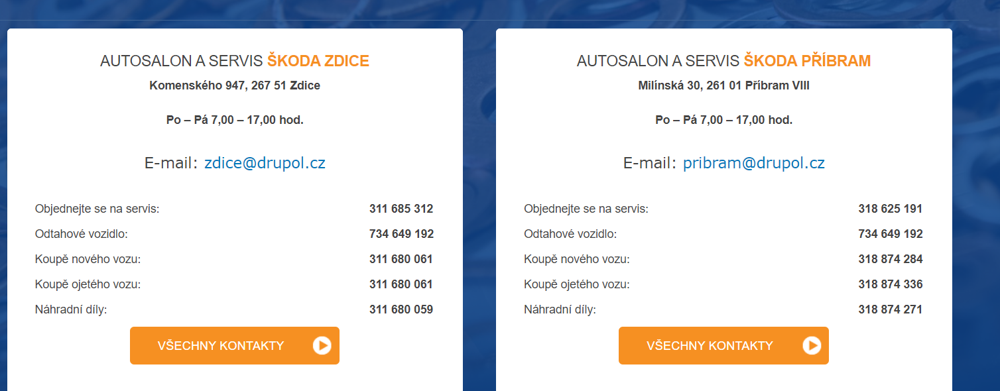 AUTOSALON A SERVIS ŠKODA ZDICE
Komenského 947, 267 51 Zdice
Po – Pá 7,00 – 17,00 hod.
E-mail: zdice@drupol.cz
Objednejte se na servis: 311 685 312
Odtahové vozidlo: 734 649 192
Koupě nového vozu: 311 680 061
Koupě ojetého vozu: 311 680 061
Náhradní díly: 311 680 059
VŠECHNY KONTAKTY
AUTOSALON A SERVIS ŠKODA PŘÍBRAM
Milínská 30, 261 01 Příbram VIII
Po – Pá 7,00 – 17,00 hod.
E-mail: pribram@drupol.cz
Objednejte se na servis: 318 625 191
Odtahové vozidlo: 734 649 192
Koupě nového vozu: 318 874 284
Koupě ojetého vozu: 318 874 336
Náhradní díly: 318 874 271
VŠECHNY KONTAKTY